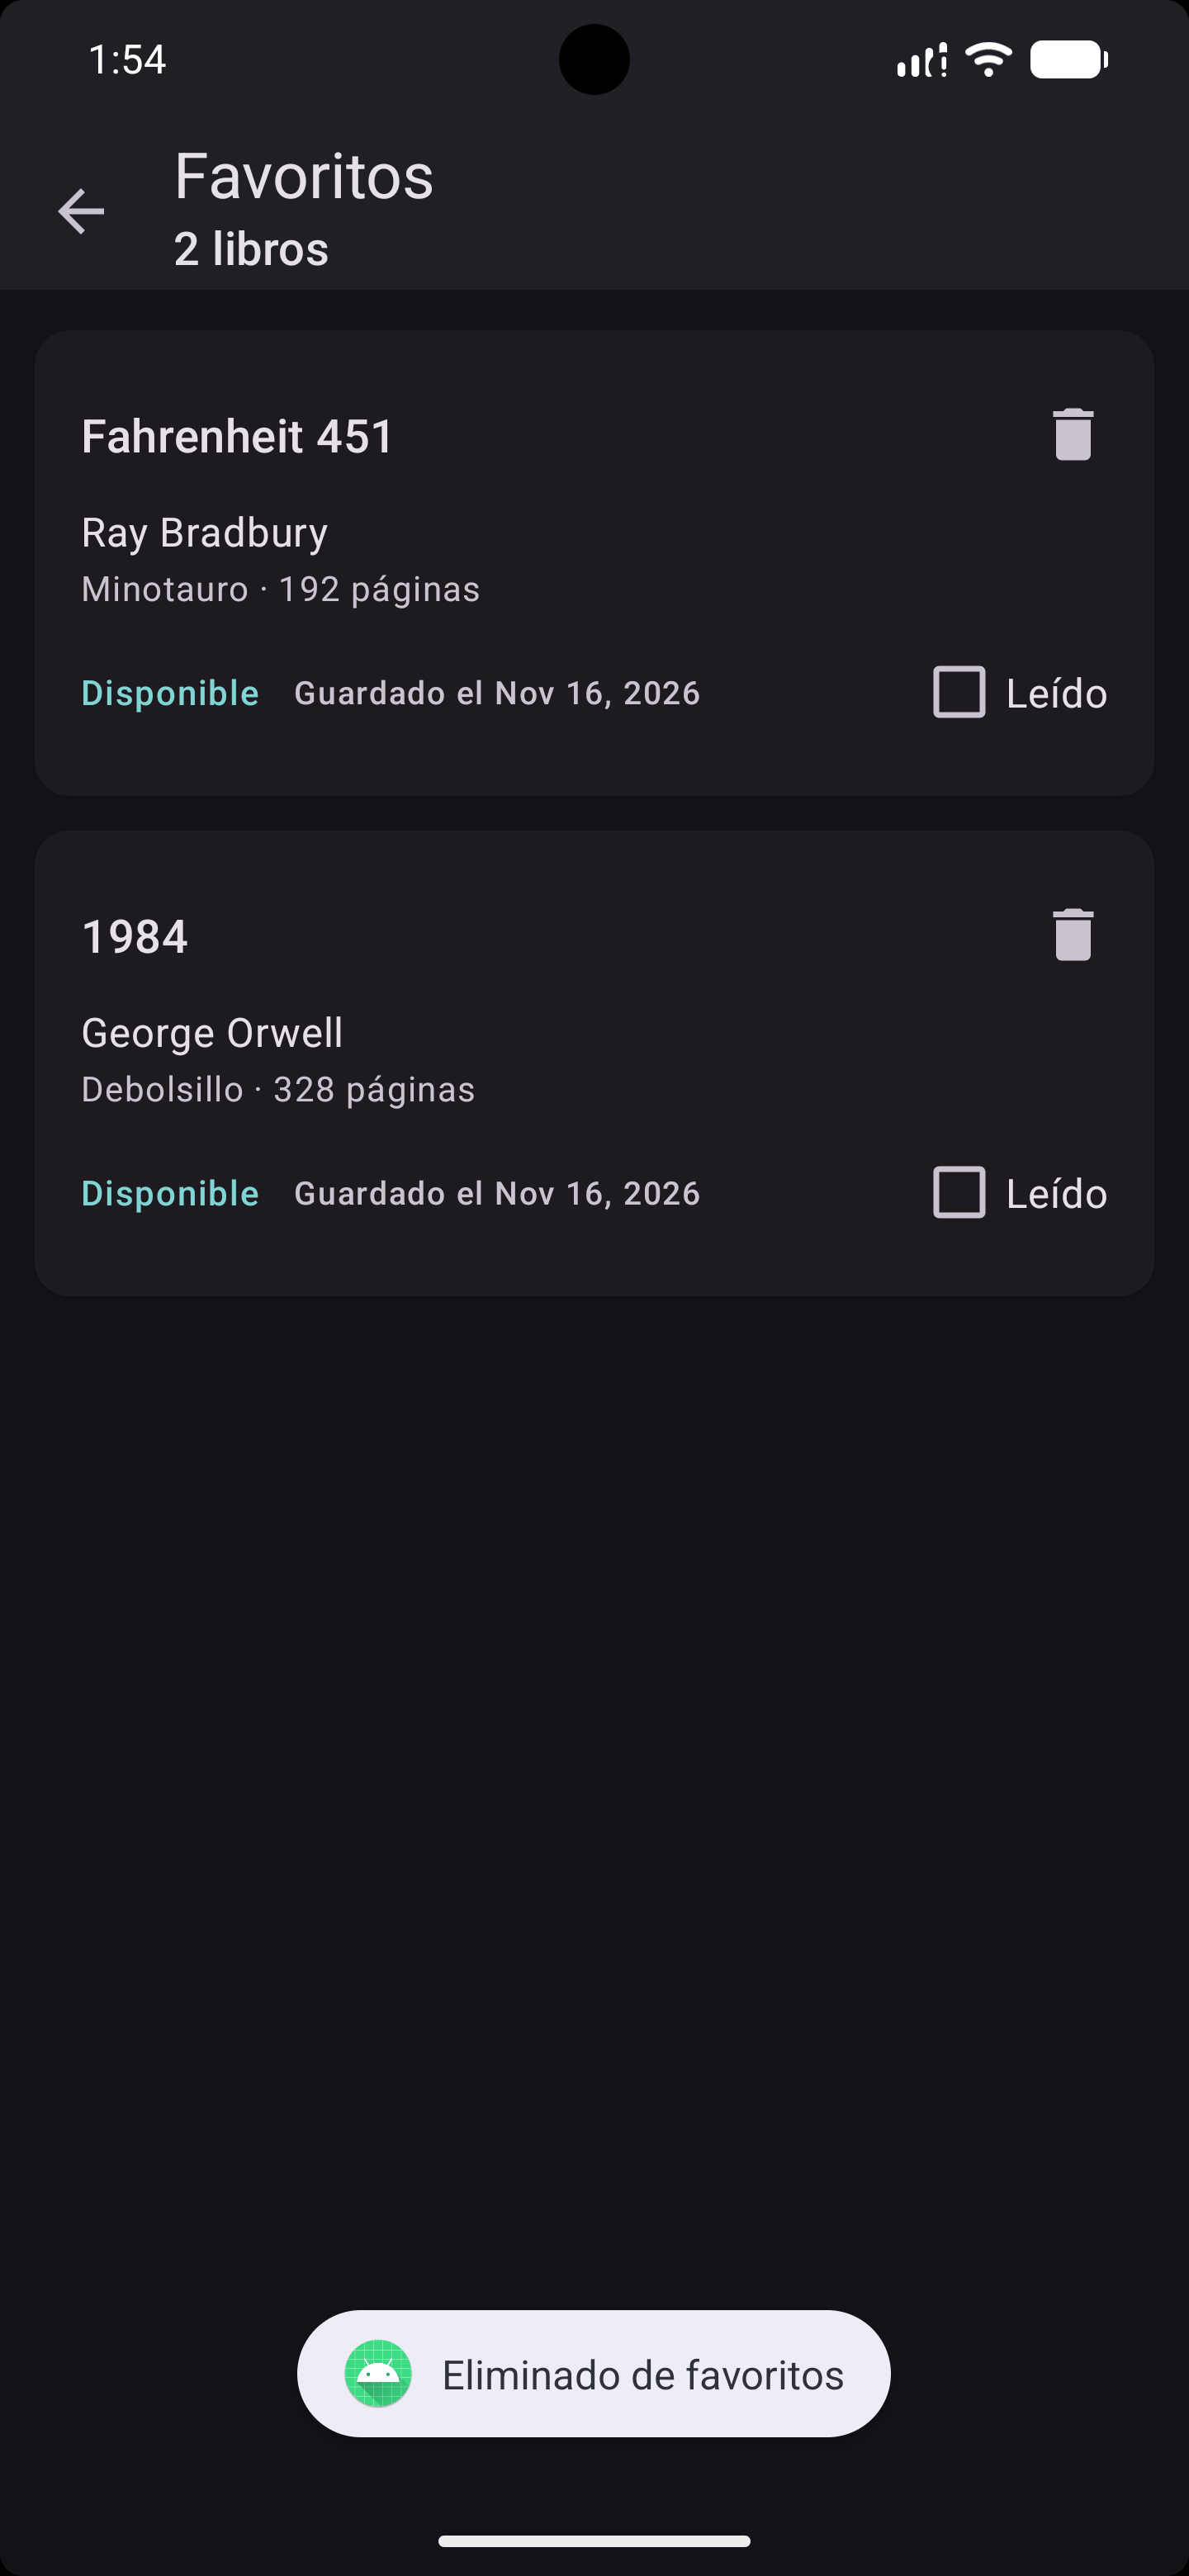 1:54
Favoritos
2 libros
Fahrenheit 451
Ray Bradbury
Minotauro · 192 páginas
Disponible Guardado el Nov 16, 2026 Leído
1984
George Orwell
Debolsillo · 328 páginas
Disponible Guardado el Nov 16, 2026 Leído
Eliminado de favoritos